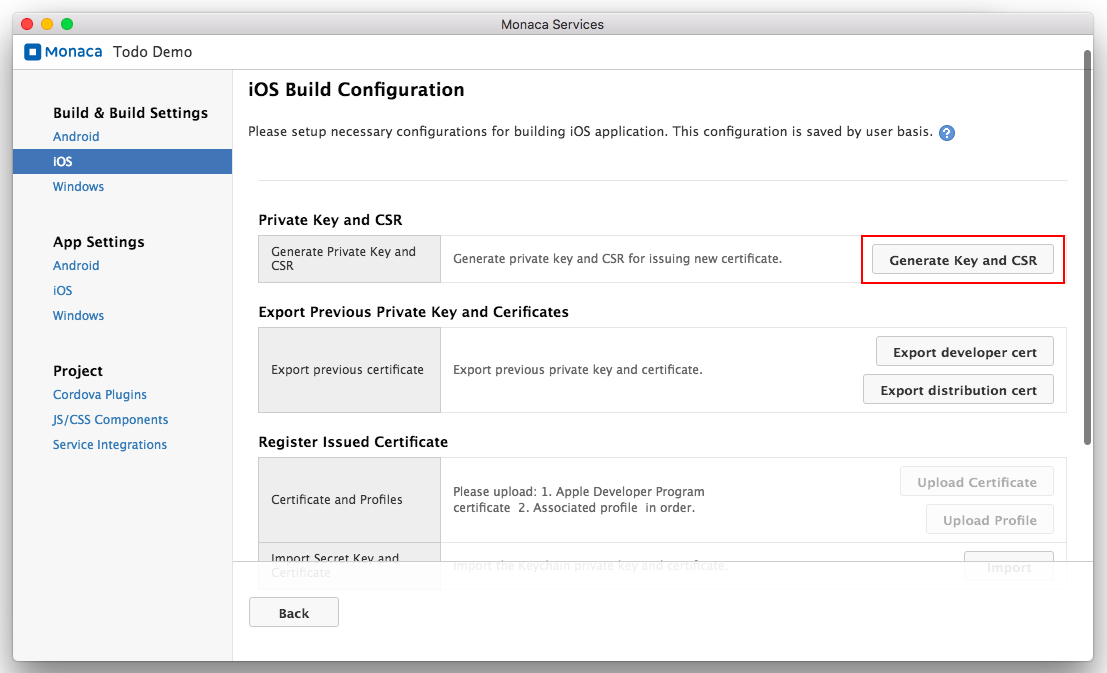 Monaca Services
Monaca Todo Demo
Build & Build Settings
Android
iOS
Windows
App Settings
Android
iOS
Windows
Project
Cordova Plugins
JS/CSS Components
Service Integrations
iOS Build Configuration
Please setup necessary configurations for building iOS application. This configuration is saved by user basis. ?
Private Key and CSR
Generate Private Key and
CSR
Generate private key and CSR for issuing new certificate.
Generate Key and CSR
Export Previous Private Key and Cerificates
Export previous certificate
Export previous private key and certificate.
Export developer cert
Export distribution cert
Register Issued Certificate
Certificate and Profiles
Please upload: 1. Apple Developer Program
certificate 2. Associated profile in order.
Upload Certificate
Upload Profile
Import Secret Key and
Certificate
Import the Keychain private key and certificate.
Import
Back